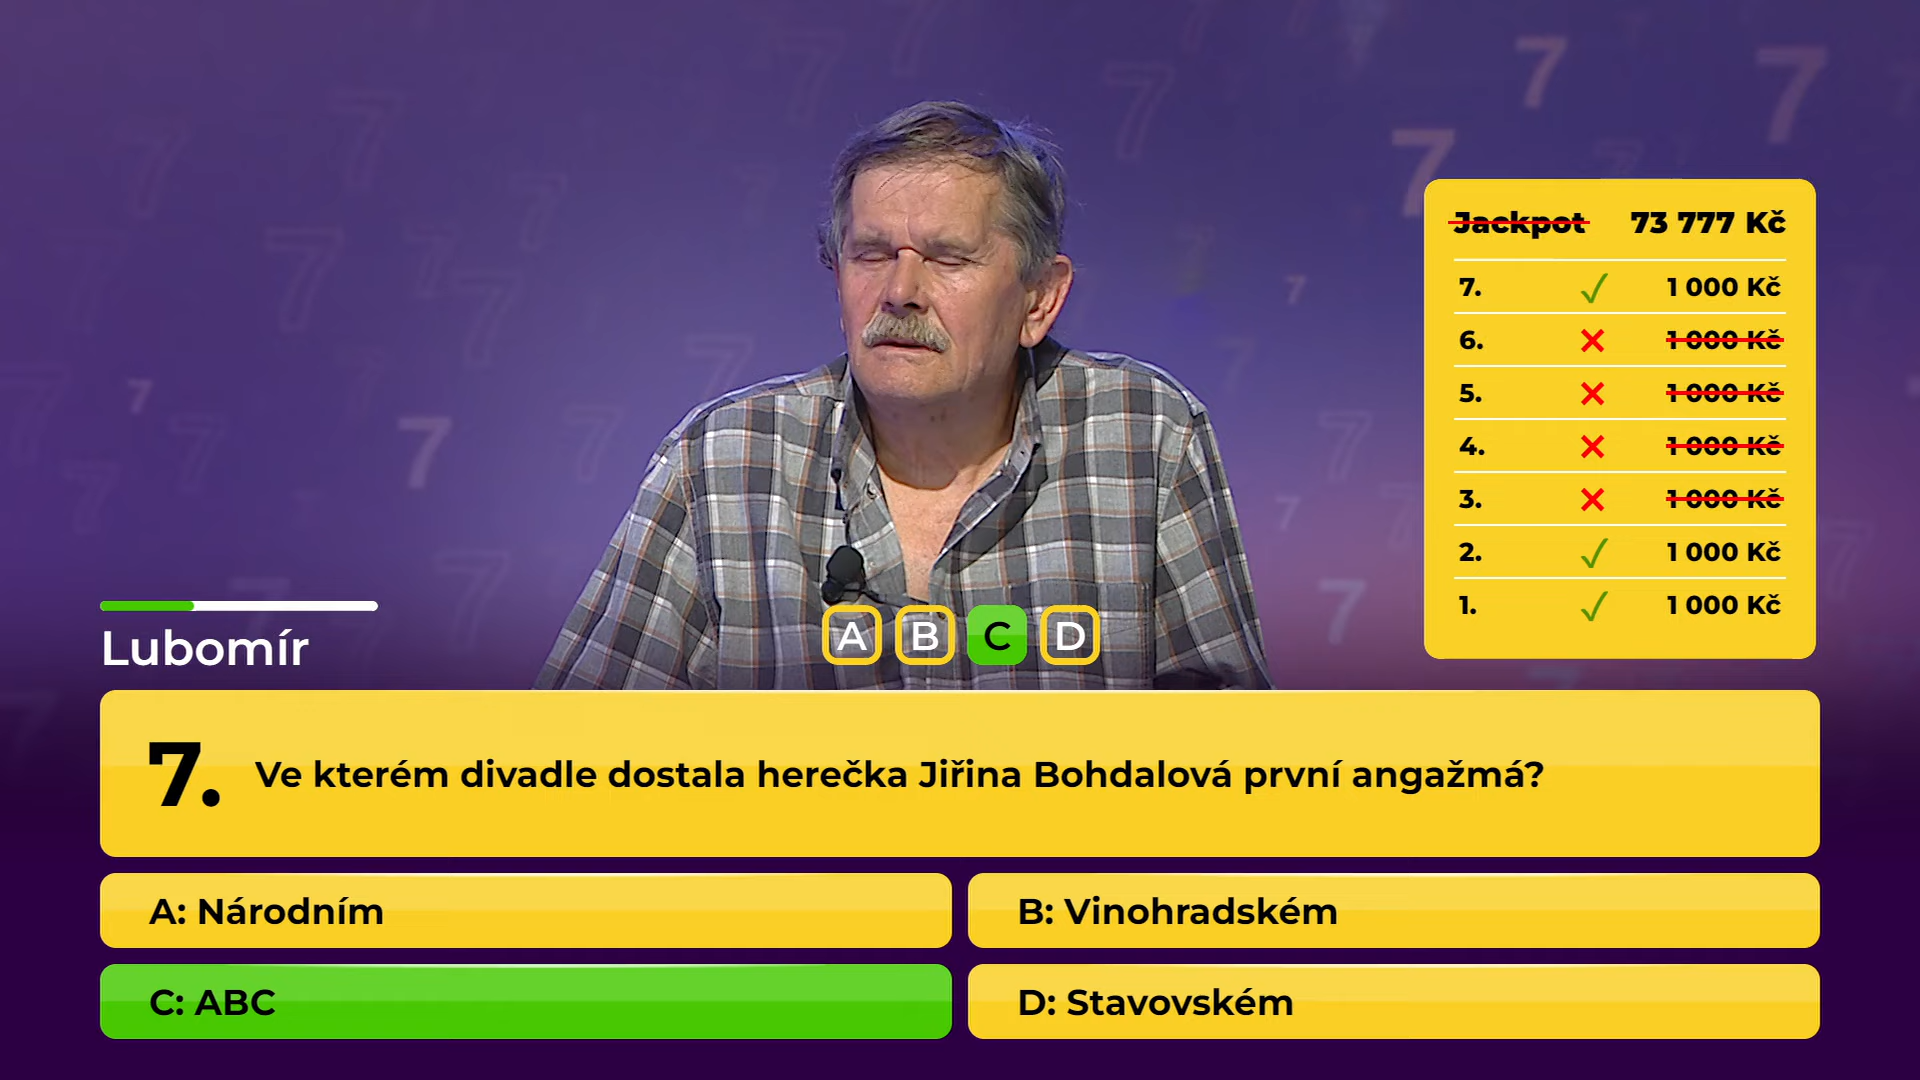 Jackpot 73 777 Kč
7. ✓ 1 000 Kč
6. ✕ 1 000 Kč
5. ✕ 1 000 Kč
4. ✕ 1 000 Kč
3. ✕ 1 000 Kč
2. ✓ 1 000 Kč
1. ✓ 1 000 Kč
Lubomír
A B C D
7. Ve kterém divadle dostala herečka Jiřina Bohdalová první angažmá?
A: Národním
B: Vinohradském
C: ABC
D: Stavovském